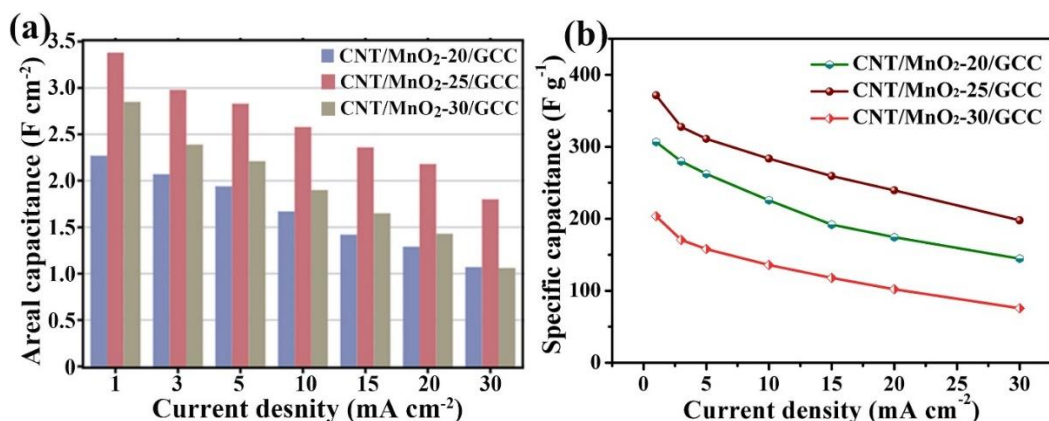 (a)
Areal capacitance (F cm⁻²)
3.5
3.0
2.5
2.0
1.5
1.0
0.5
0
CNT/MnO₂-20/GCC
CNT/MnO₂-25/GCC
CNT/MnO₂-30/GCC
1 3 5 10 15 20 30
Current desnity (mA cm⁻²)
(b)
Specific capacitance (F g⁻¹)
400
300
200
100
0
CNT/MnO₂-20/GCC
CNT/MnO₂-25/GCC
CNT/MnO₂-30/GCC
0 5 10 15 20 25 30
Current density (mA cm⁻²)